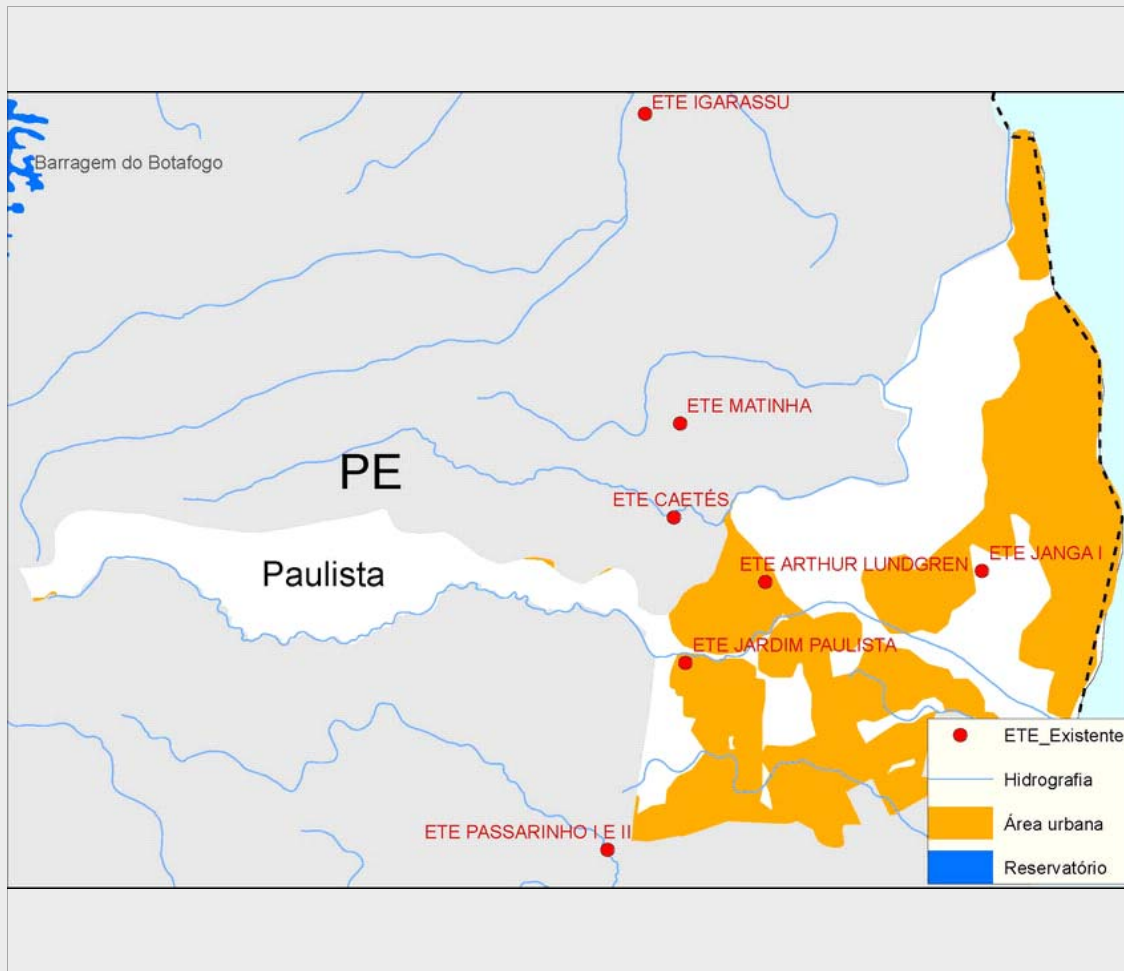 ETE IGARASSU
Barragem do Botafogo
ETE MATINHA
PE
ETE CAETÉS
ETE ARTHUR LUNDGREN
ETE JANGA I
Paulista
ETE JARDIM PAULISTA
ETE PASSARINHO I E II
ETE_Existente
Hidrografia
Área urbana
Reservatório